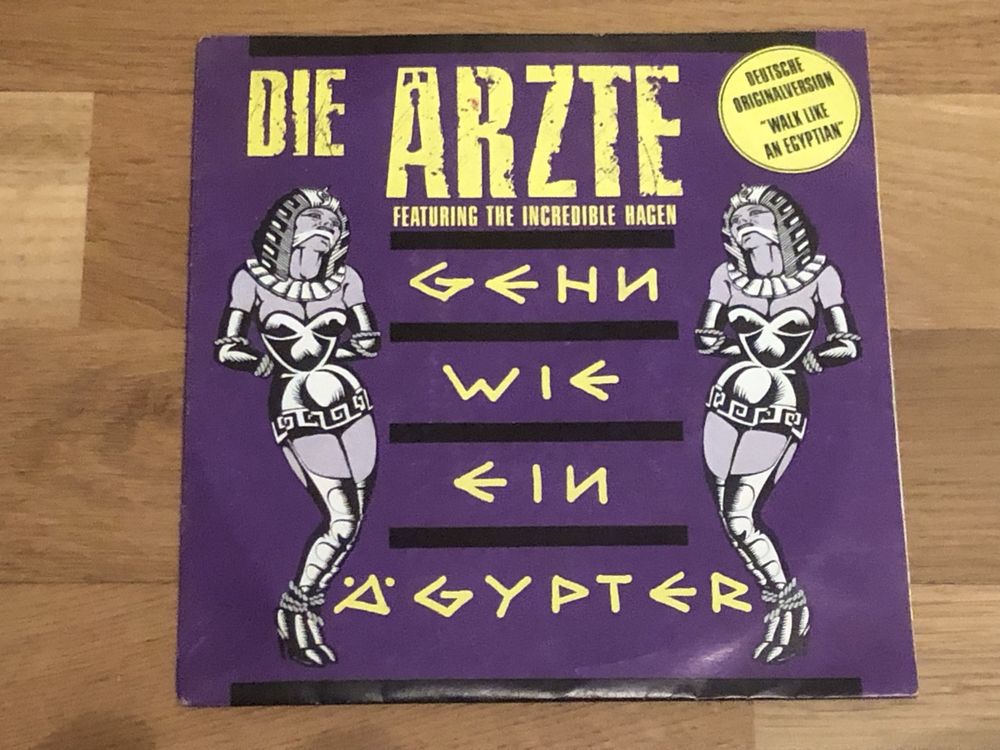 DIE ÄRZTE
FEATURING THE INCREDIBLE HAGEN
DEUTSCHE
ORIGINALVERSION
"WALK LIKE
AN EGYPTIAN"
GEHN
WIE
EIN
ÄGYPTER